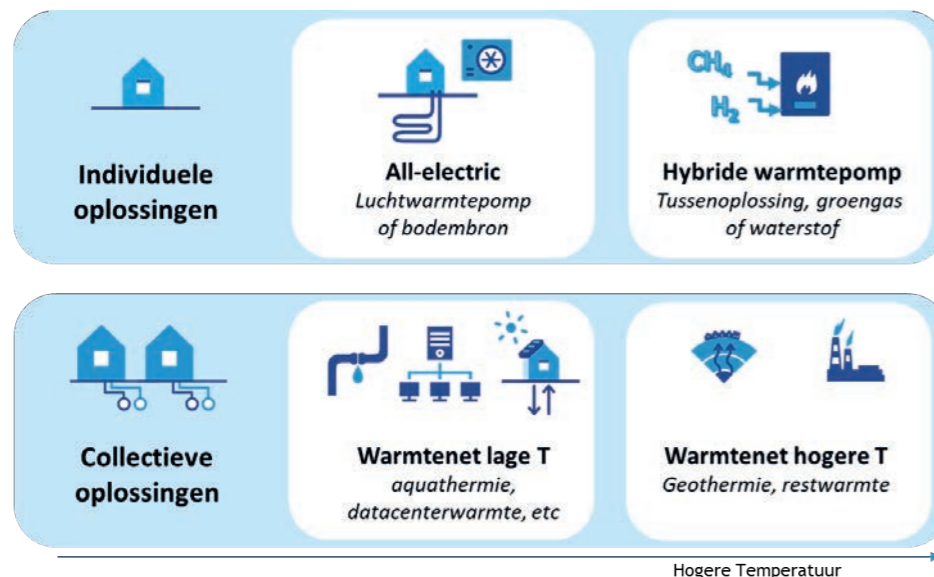 Individuele
oplossingen
All-electric
Luchtwarmtepomp
of bodembron
CH4
H2
Hybride warmtepomp
Tussenoplossing, groengas
of waterstof
Collectieve
oplossingen
Warmtenet lage T
aquathermie,
datacenterwarmte, etc
Warmtenet hogere T
Geothermie, restwarmte
Hogere Temperatuur